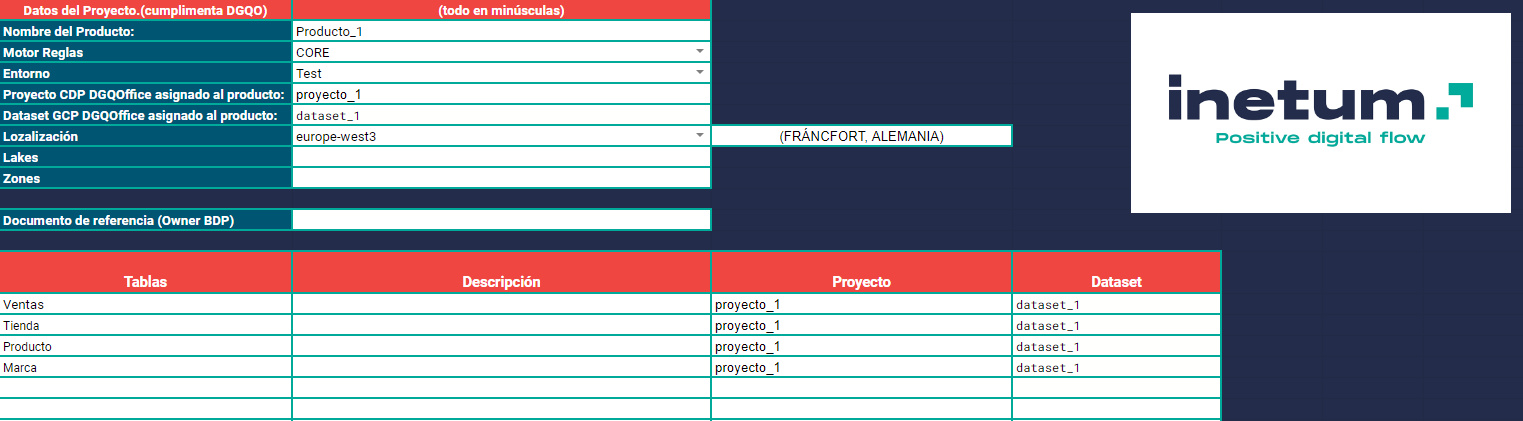 Datos del Proyecto.(cumplimenta DGQO) (todo en minúsculas)
Nombre del Producto: Producto_1
Motor Reglas CORE
Entorno Test
Proyecto CDP DGQOffice asignado al producto: proyecto_1
Dataset GCP DGQOffice asignado al producto: dataset_1
Lozalización europe-west3 (FRÁNCFORT, ALEMANIA)
Lakes
Zones
Documento de referencia (Owner BDP)
inetum
Positive digital flow
Tablas Descripción Proyecto Dataset
Ventas proyecto_1 dataset_1
Tienda proyecto_1 dataset_1
Producto proyecto_1 dataset_1
Marca proyecto_1 dataset_1